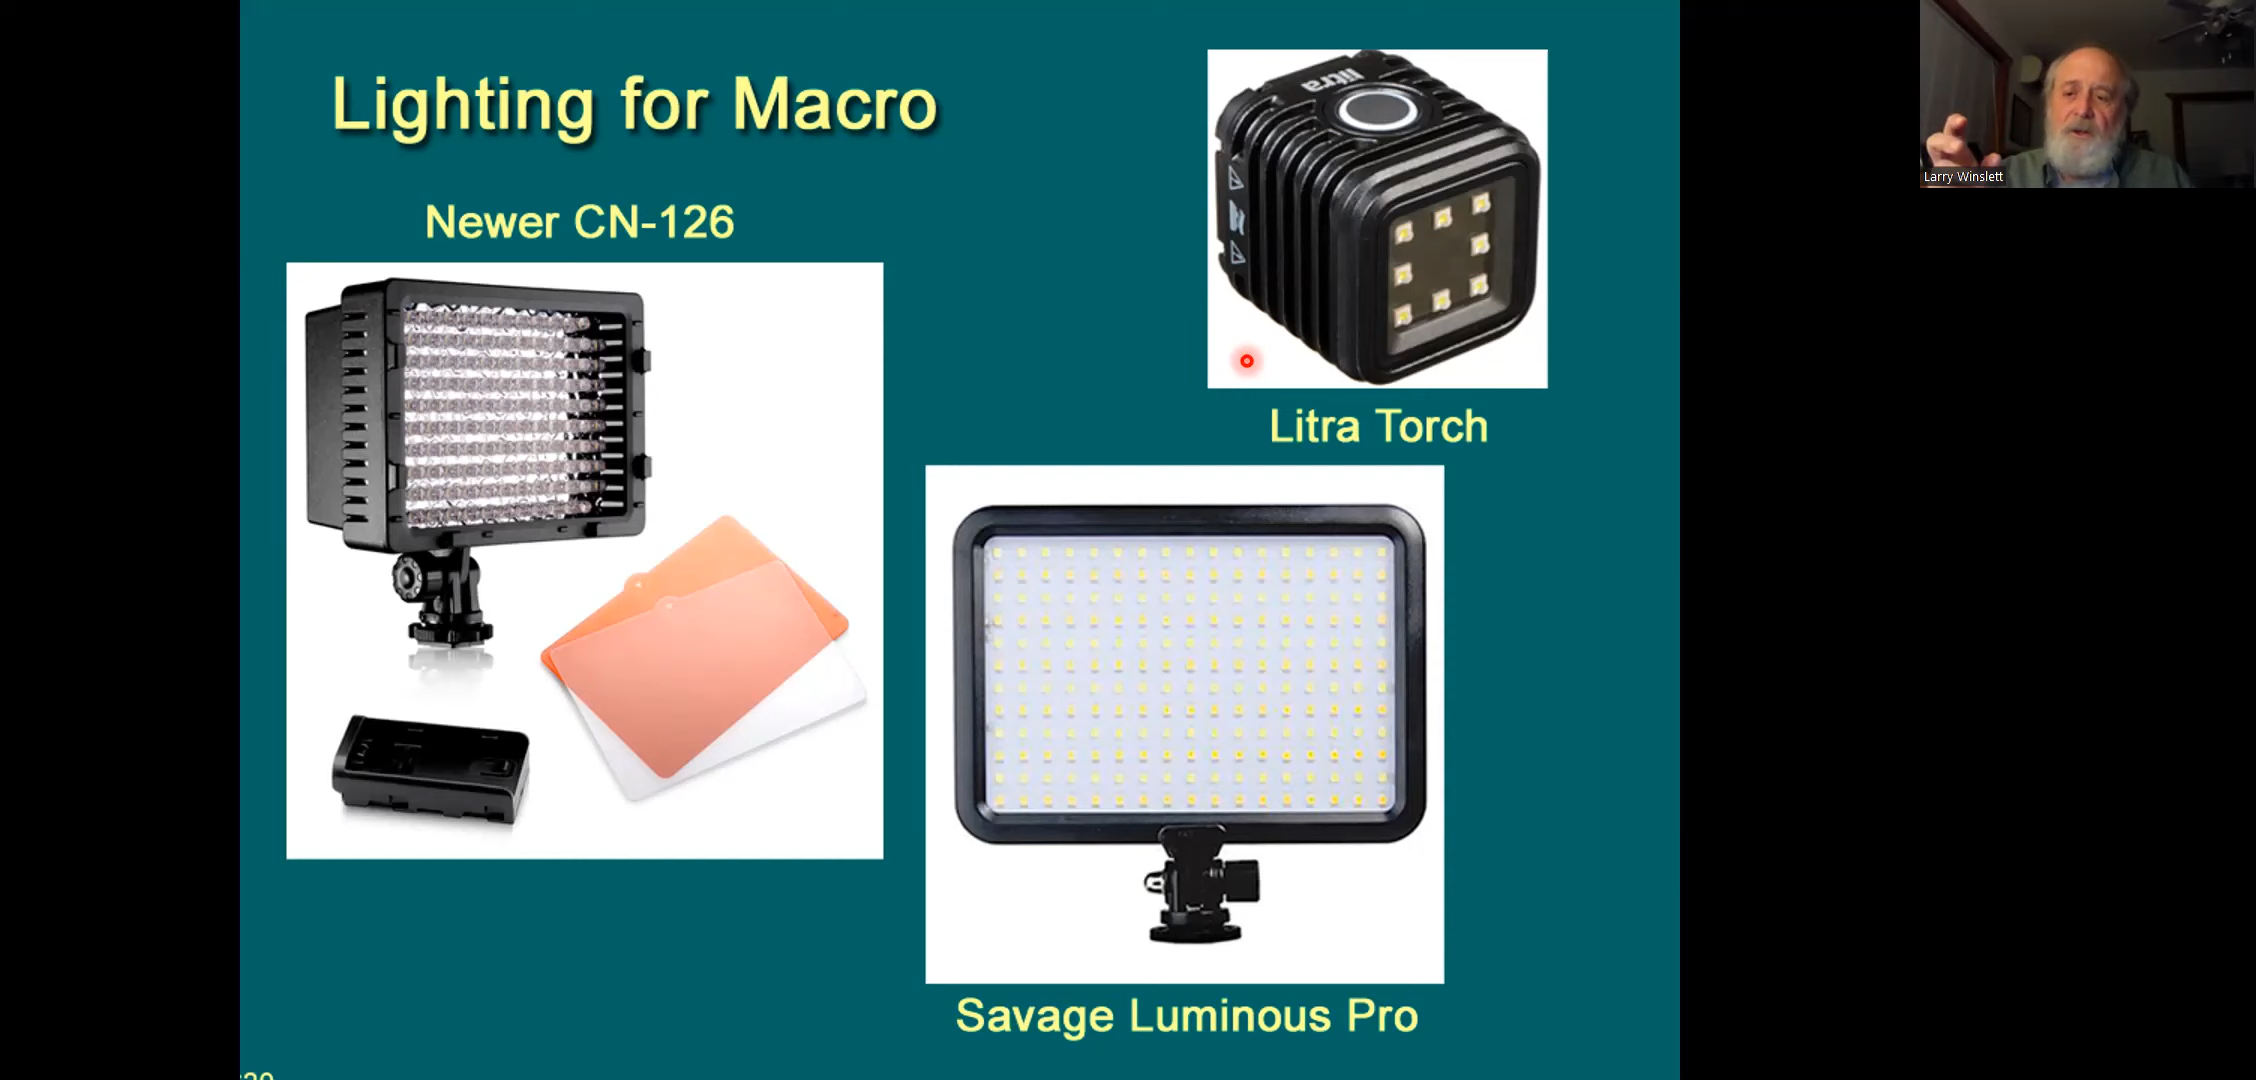 Lighting for Macro
Newer CN-126
litra
Litra Torch
Savage Luminous Pro
Larry Winslett